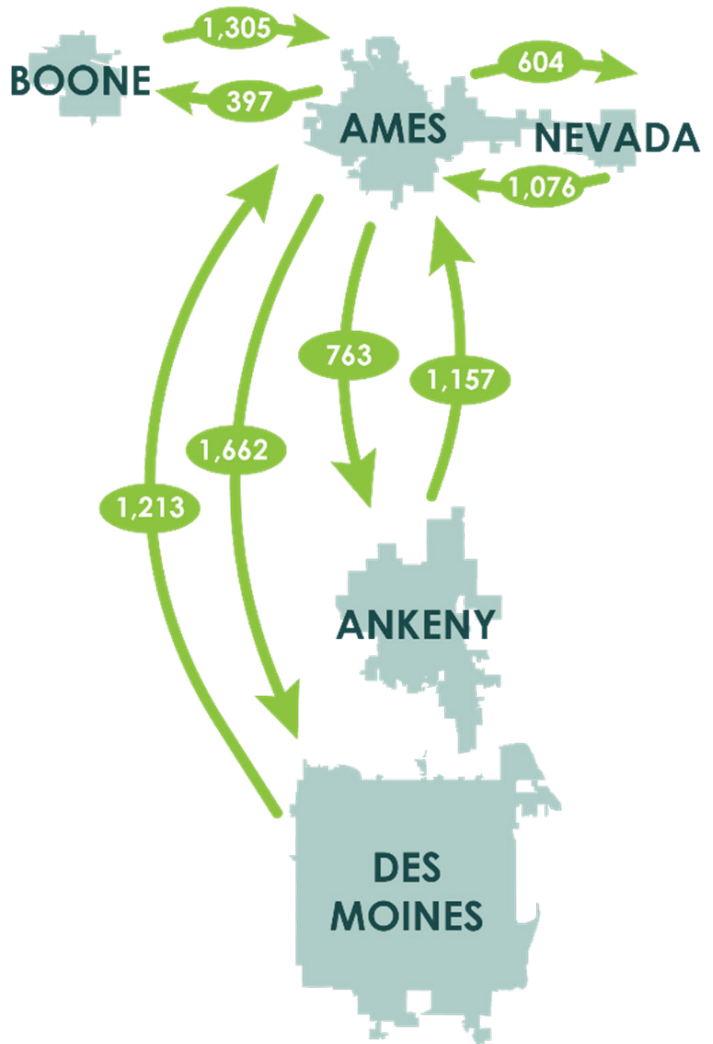 1,305
604
BOONE
397
AMES
NEVADA
1,076
763
1,157
1,662
1,213
ANKENY
DES
MOINES